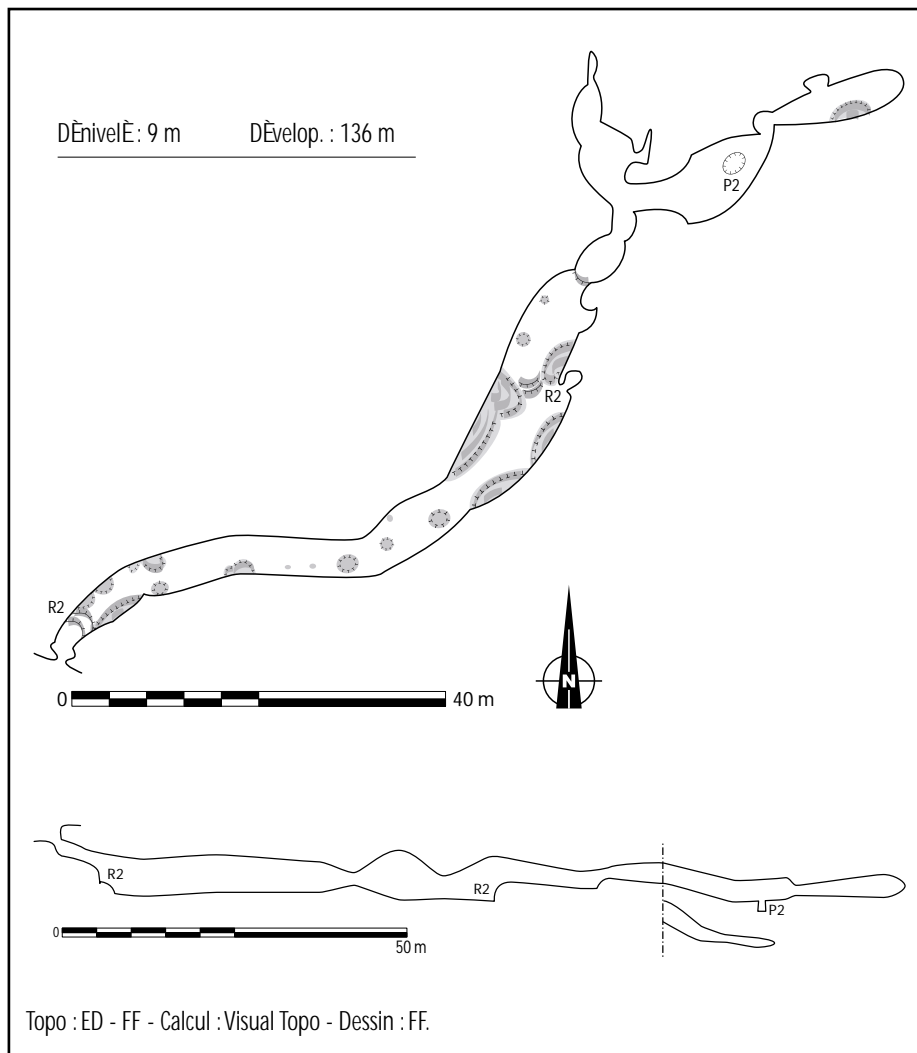 DÈnivelÈ : 9 m DÈvelop. : 136 m
P2
R2
R2
0 40 m
N
R2
R2
P2
0 50 m
Topo : ED - FF - Calcul : Visual Topo - Dessin : FF.